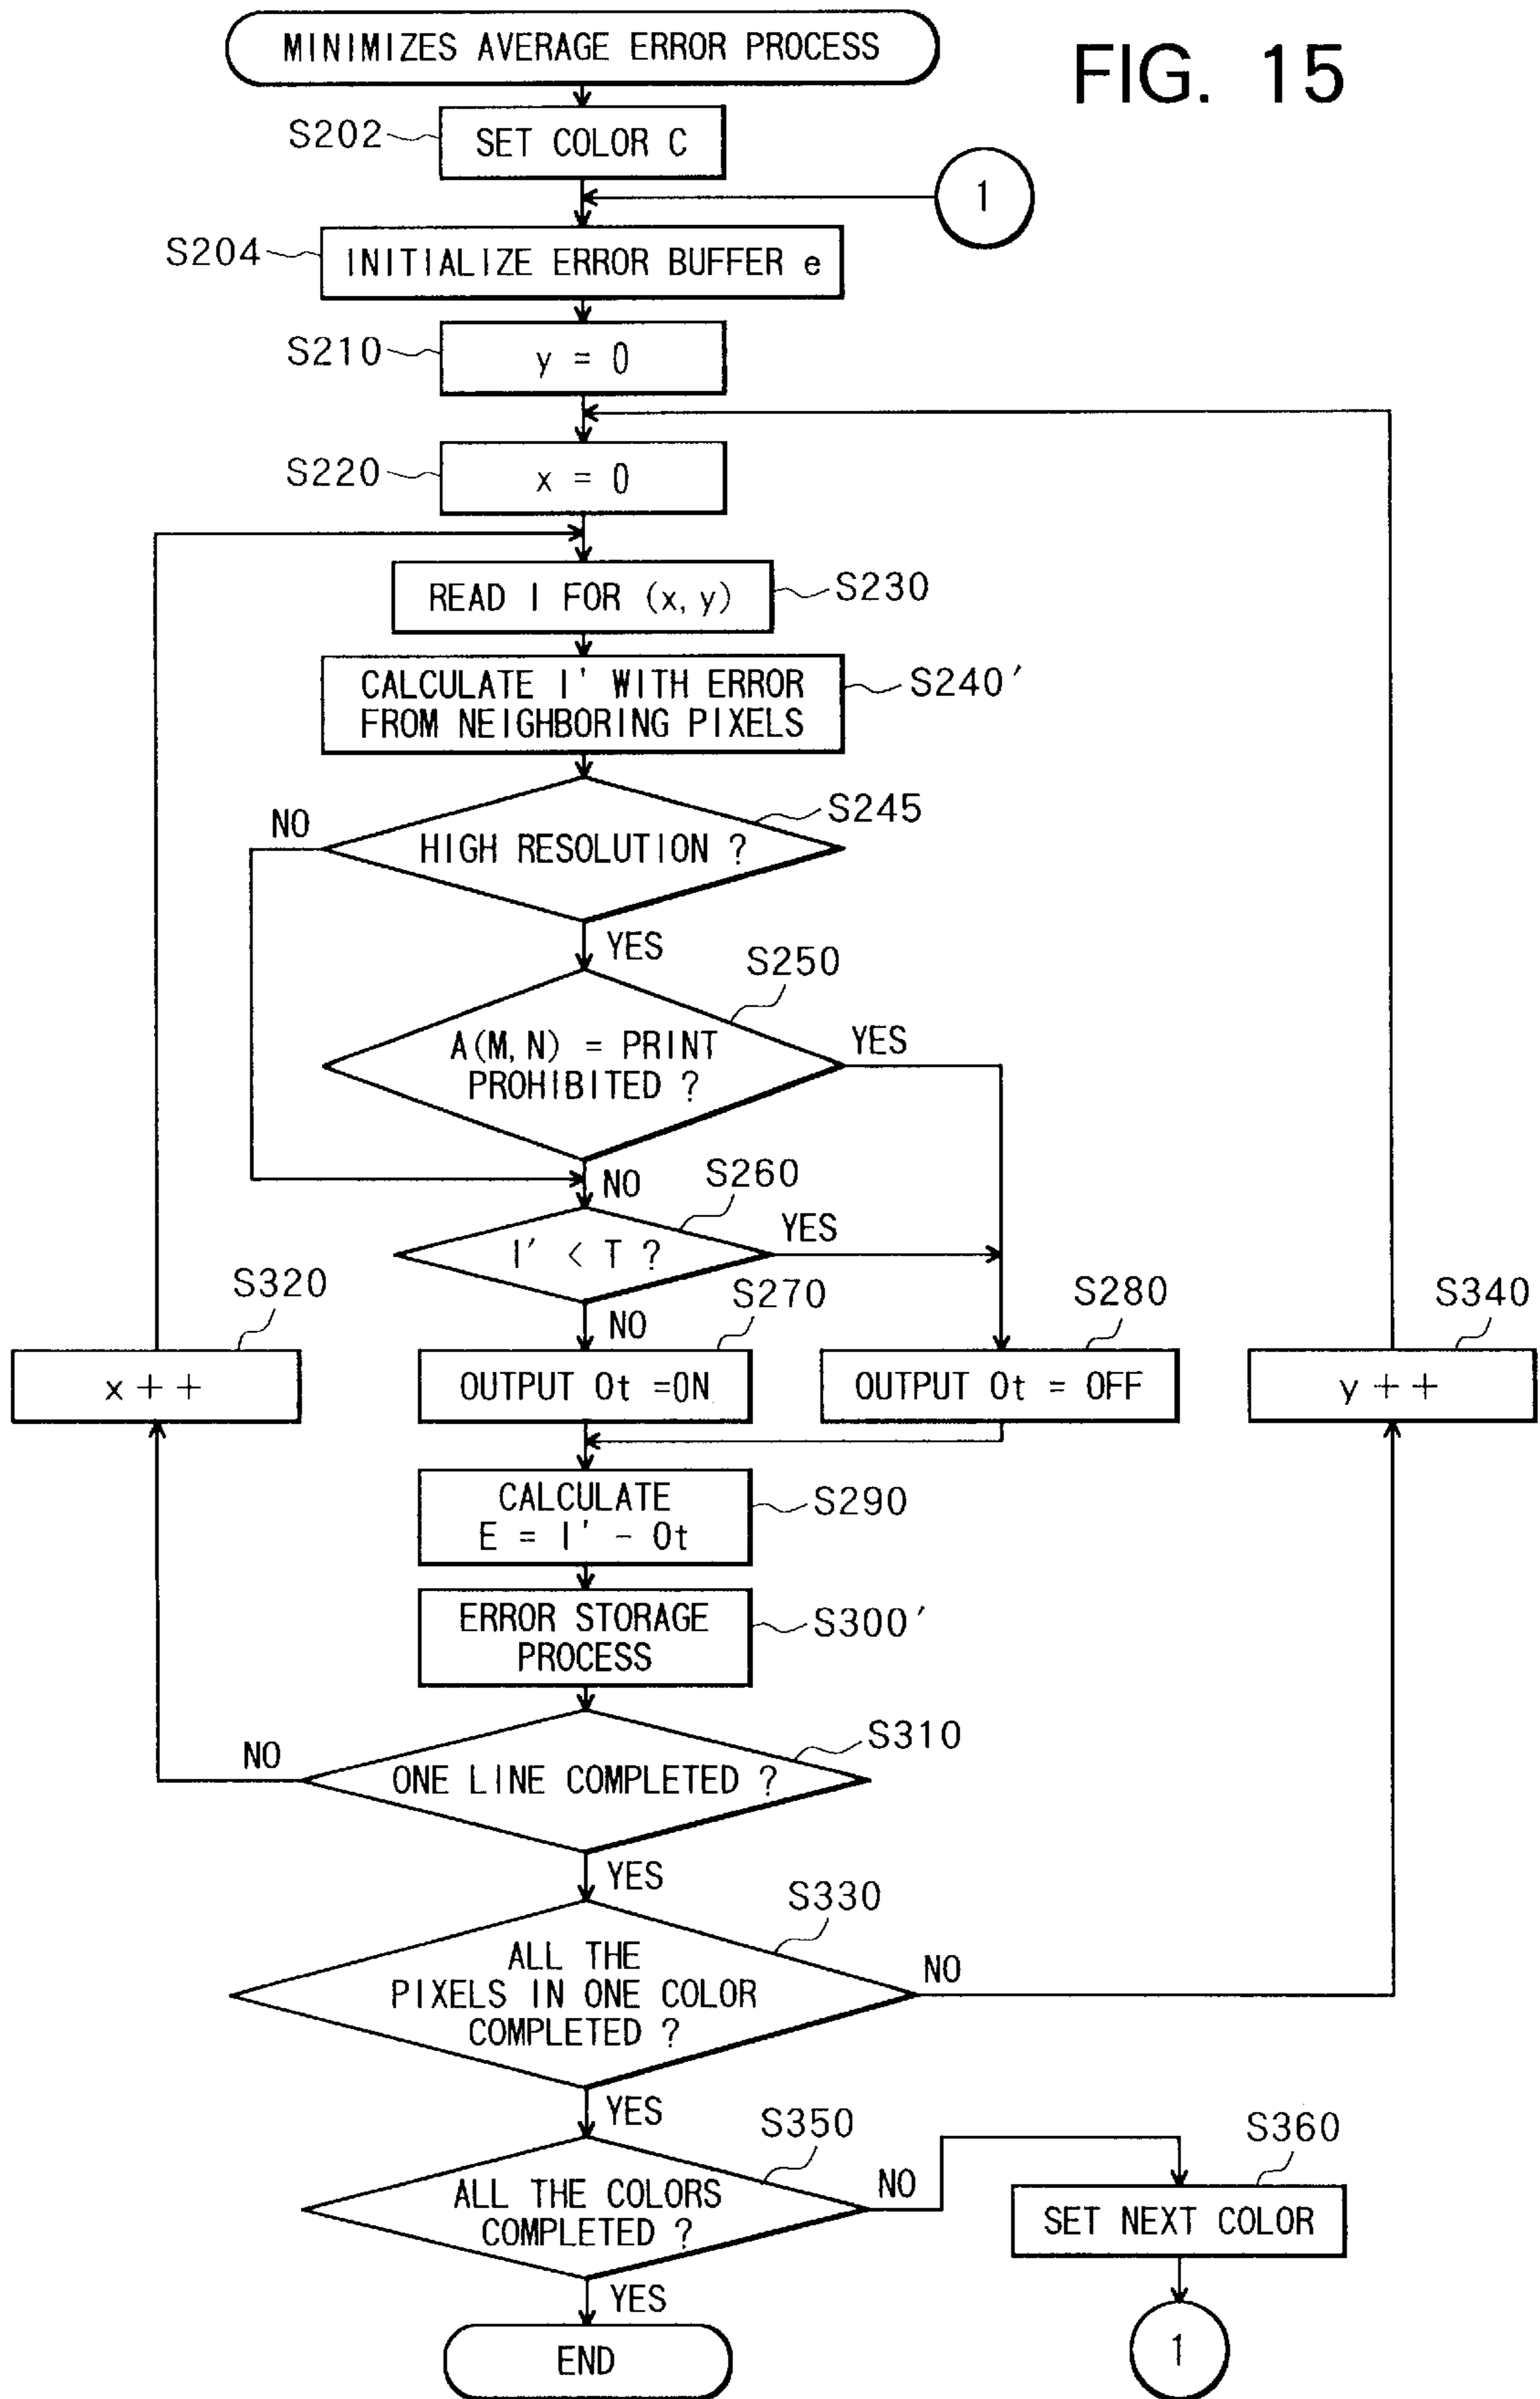 MINIMIZES AVERAGE ERROR PROCESS
FIG. 15
S202
SET COLOR C
1
S204
INITIALIZE ERROR BUFFER e
S210
y = 0
S220
x = 0
READ I FOR (x, y)
S230
CALCULATE I' WITH ERROR
FROM NEIGHBORING PIXELS
S240'
S245
NO
HIGH RESOLUTION ?
YES
S250
A(M, N) = PRINT
PROHIBITED ?
YES
NO
S260
I' < T ?
YES
NO
S320
x + +
S270
OUTPUT Ot =ON
S280
OUTPUT Ot = OFF
S340
y + +
CALCULATE
E = I' - Ot
S290
ERROR STORAGE
PROCESS
S300'
S310
NO
ONE LINE COMPLETED ?
YES
S330
ALL THE
PIXELS IN ONE COLOR
COMPLETED ?
NO
YES
S350
ALL THE COLORS
COMPLETED ?
NO
S360
SET NEXT COLOR
YES
END
1